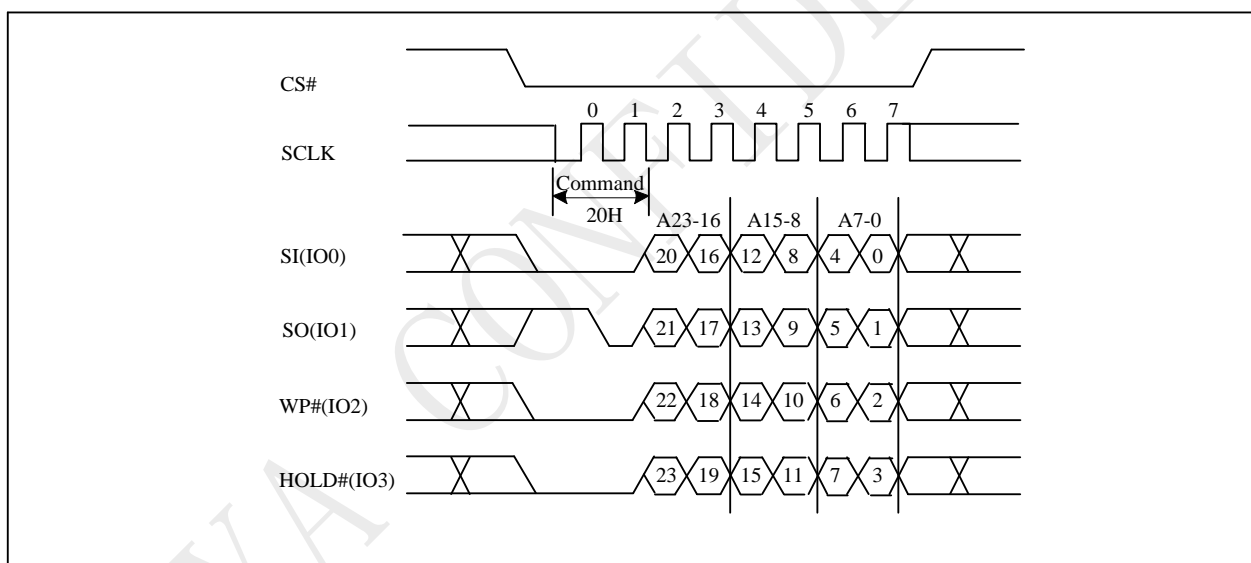 CS#
0 1 2 3 4 5 6 7
SCLK
Command
20H
A23-16 A15-8 A7-0
SI(IO0) 20 16 12 8 4 0
SO(IO1) 21 17 13 9 5 1
WP#(IO2) 22 18 14 10 6 2
HOLD#(IO3) 23 19 15 11 7 3